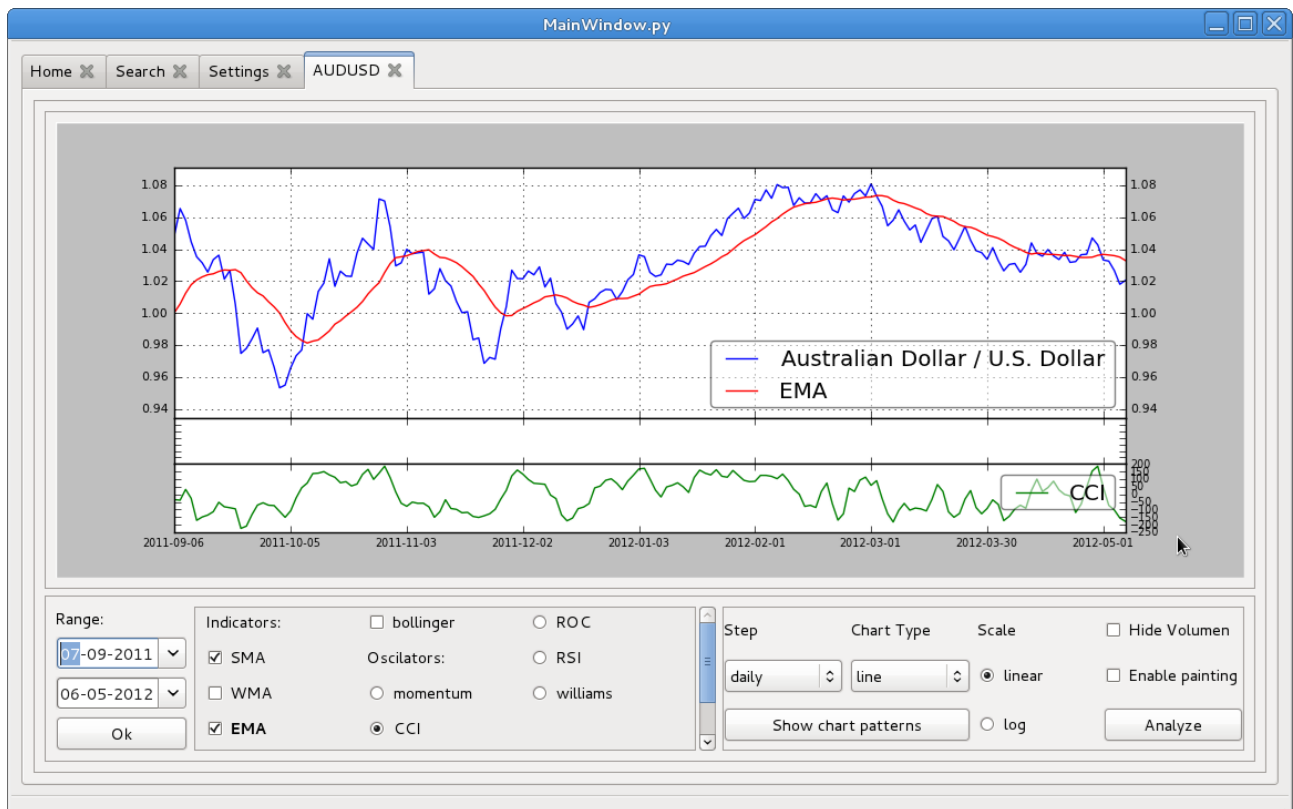 MainWindow.py
Home Search Settings AUDUSD
1.08 1.08
1.06 1.06
1.04 1.04
1.02 1.02
1.00 1.00
0.98 0.98
0.96 0.96
0.94 0.94
Australian Dollar / U.S. Dollar
EMA
200
150
100
50
0
−50
−100
−150
−200
−250
CCI
2011-09-06 2011-10-05 2011-11-03 2011-12-02 2012-01-03 2012-02-01 2012-03-01 2012-03-30 2012-05-01
Range:
07-09-2011
06-05-2012
Ok
Indicators: bollinger ROC
SMA Oscilators: RSI
WMA momentum williams
EMA CCI
Step Chart Type Scale Hide Volumen
daily line linear Enable painting
Show chart patterns log Analyze